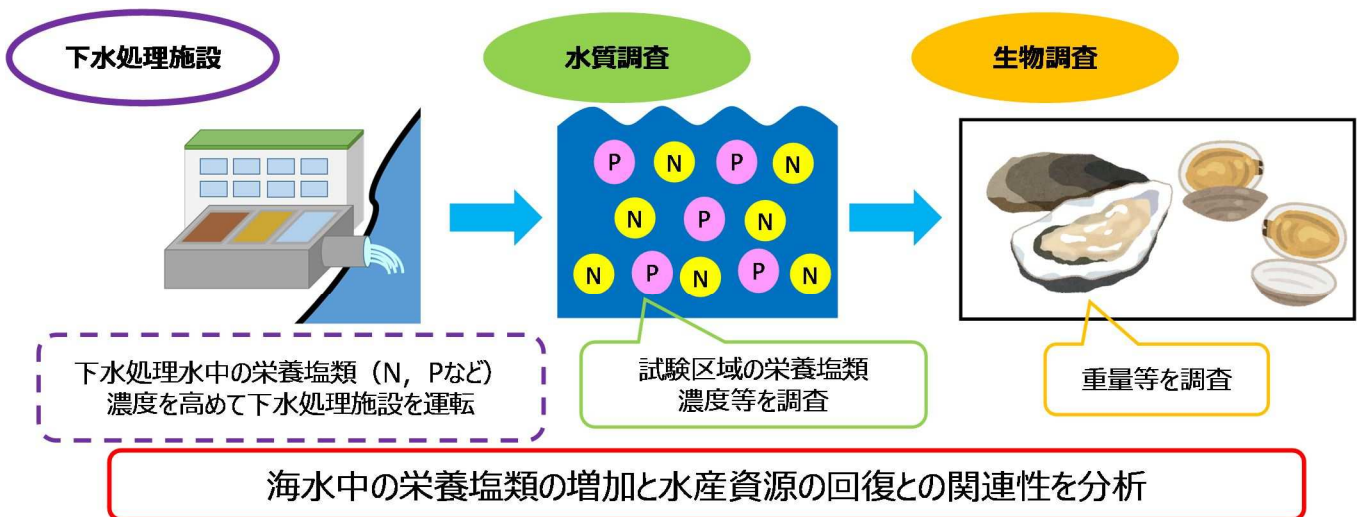 下水処理施設
水質調査
生物調査
P
N
P
N
N
P
N
N
P
N
P
N
下水処理水中の栄養塩類（N，Pなど）
濃度を高めて下水処理施設を運転
試験区域の栄養塩類
濃度等を調査
重量等を調査
海水中の栄養塩類の増加と水産資源の回復との関連性を分析